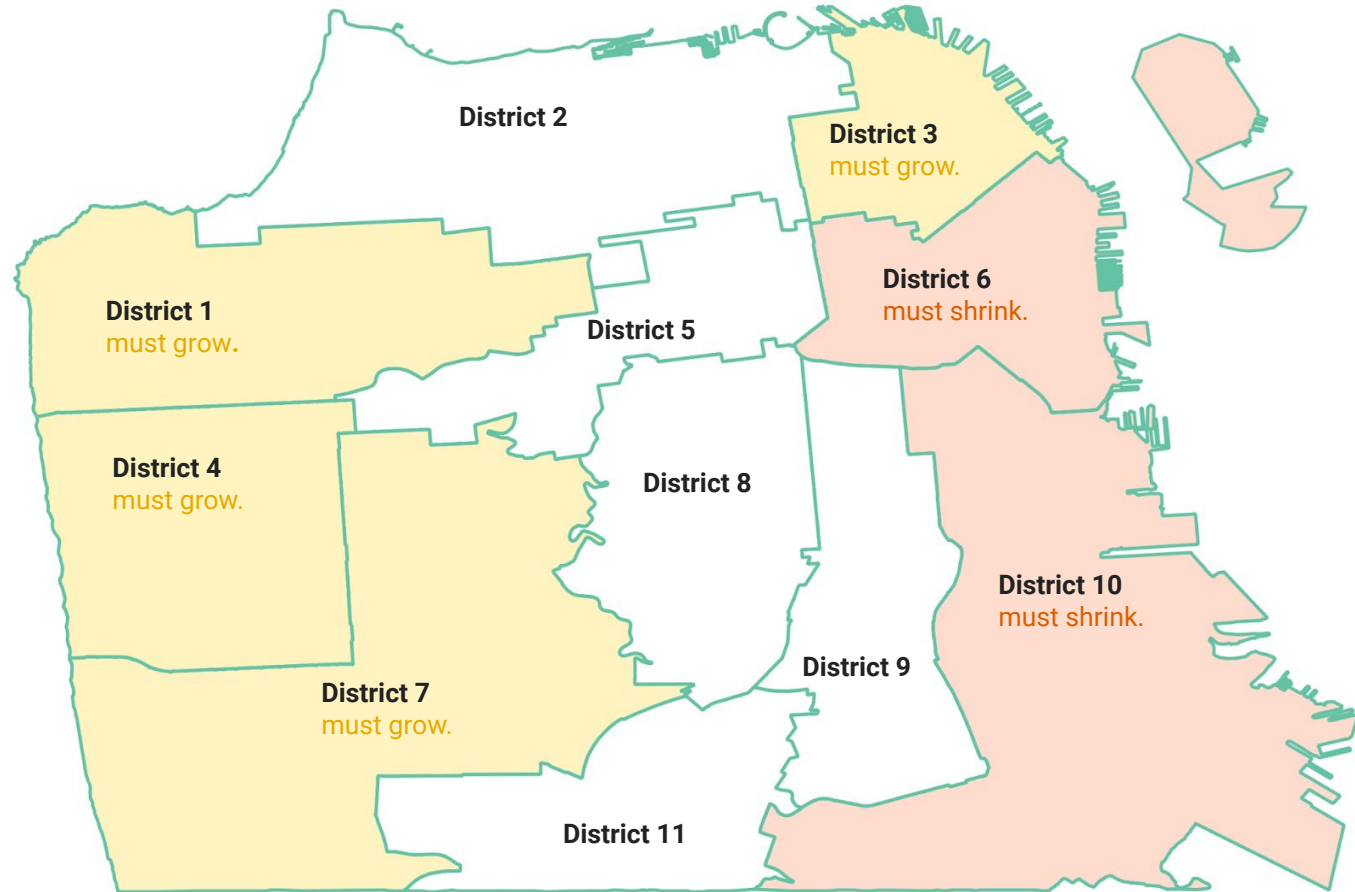 District 2
District 3
must grow.
District 6
must shrink.
District 1
must grow.
District 5
District 4
must grow.
District 8
District 10
must shrink.
District 9
District 7
must grow.
District 11